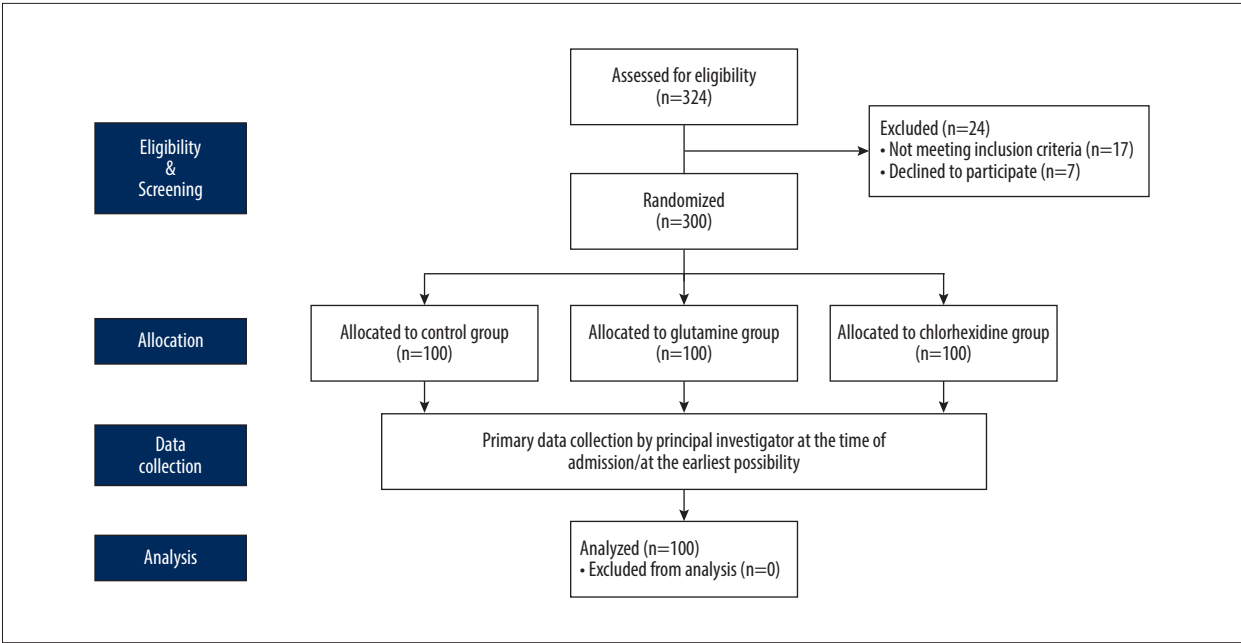 Assessed for eligibility
(n=324)
Eligibility
&
Screening
Excluded (n=24)
• Not meeting inclusion criteria (n=17)
• Declined to participate (n=7)
Randomized
(n=300)
Allocation
Allocated to control group
(n=100)
Allocated to glutamine group
(n=100)
Allocated to chlorhexidine group
(n=100)
Data
collection
Primary data collection by principal investigator at the time of
admission/at the earliest possibility
Analysis
Analyzed (n=100)
• Excluded from analysis (n=0)